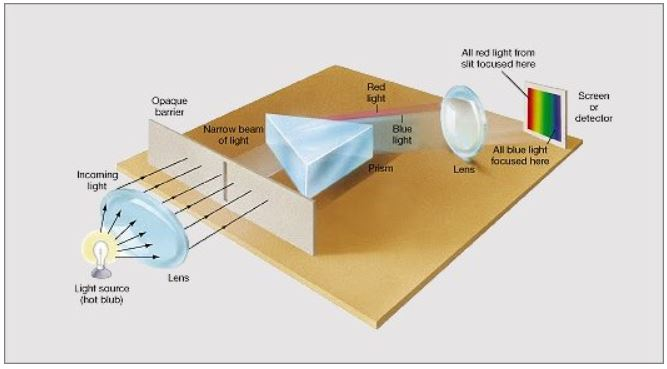 All red light from
slit focused here
Red
light
Screen
or
detector
Opaque
barrier
Narrow beam
of light
Blue
light
All blue light
focused here
Prism
Lens
Incoming
light
Lens
Light source
(hot blub)